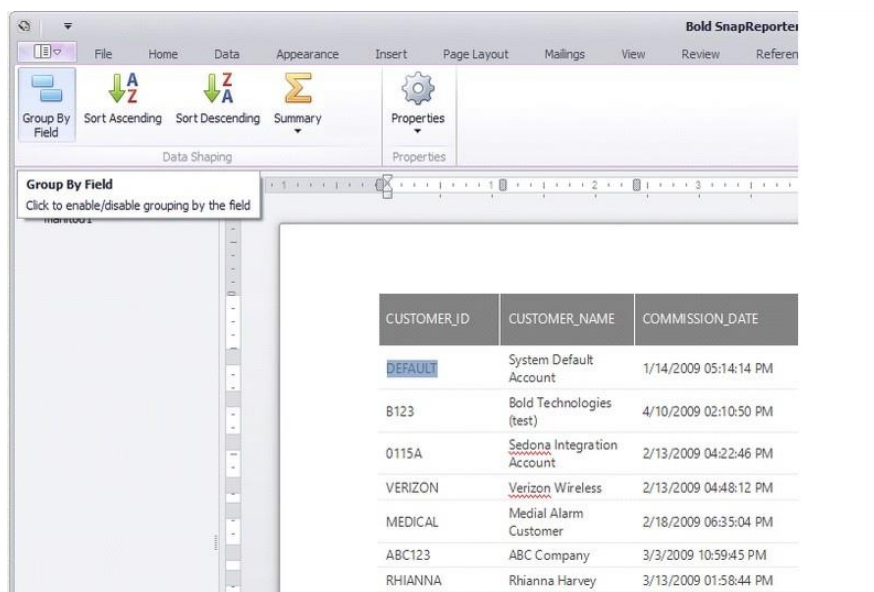 Bold SnapReporter
File Home Data Appearance Insert Page Layout Mailings View Review Referen
Group By Field Sort Ascending Sort Descending Summary Properties
Data Shaping Properties
Group By Field
Click to enable/disable grouping by the field
1 1 2 3
CUSTOMER_ID CUSTOMER_NAME COMMISSION_DATE
DEFAULT System Default Account 1/14/2009 05:14:14 PM
B123 Bold Technologies (test) 4/10/2009 02:10:50 PM
0115A Sedona Integration Account 2/13/2009 04:22:46 PM
VERIZON Verizon Wireless 2/13/2009 04:48:12 PM
MEDICAL Medial Alarm Customer 2/18/2009 06:35:04 PM
ABC123 ABC Company 3/3/2009 10:59:45 PM
RHIANNA Rhianna Harvey 3/13/2009 01:58:44 PM